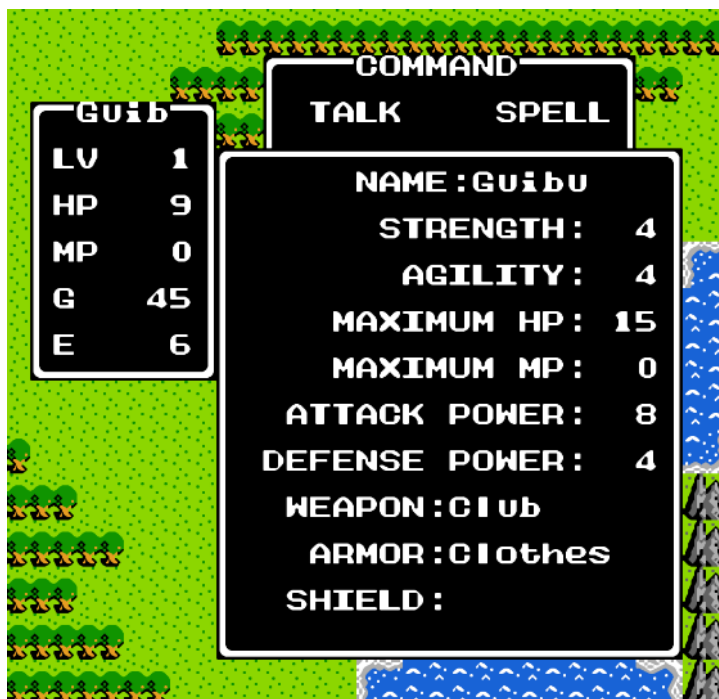 COMMAND
TALK SPELL
Guib
LV 1
HP 9
MP 0
G 45
E 6
NAME:Guibu
STRENGTH: 4
AGILITY: 4
MAXIMUM HP: 15
MAXIMUM MP: 0
ATTACK POWER: 8
DEFENSE POWER: 4
WEAPON:Club
ARMOR:Clothes
SHIELD: